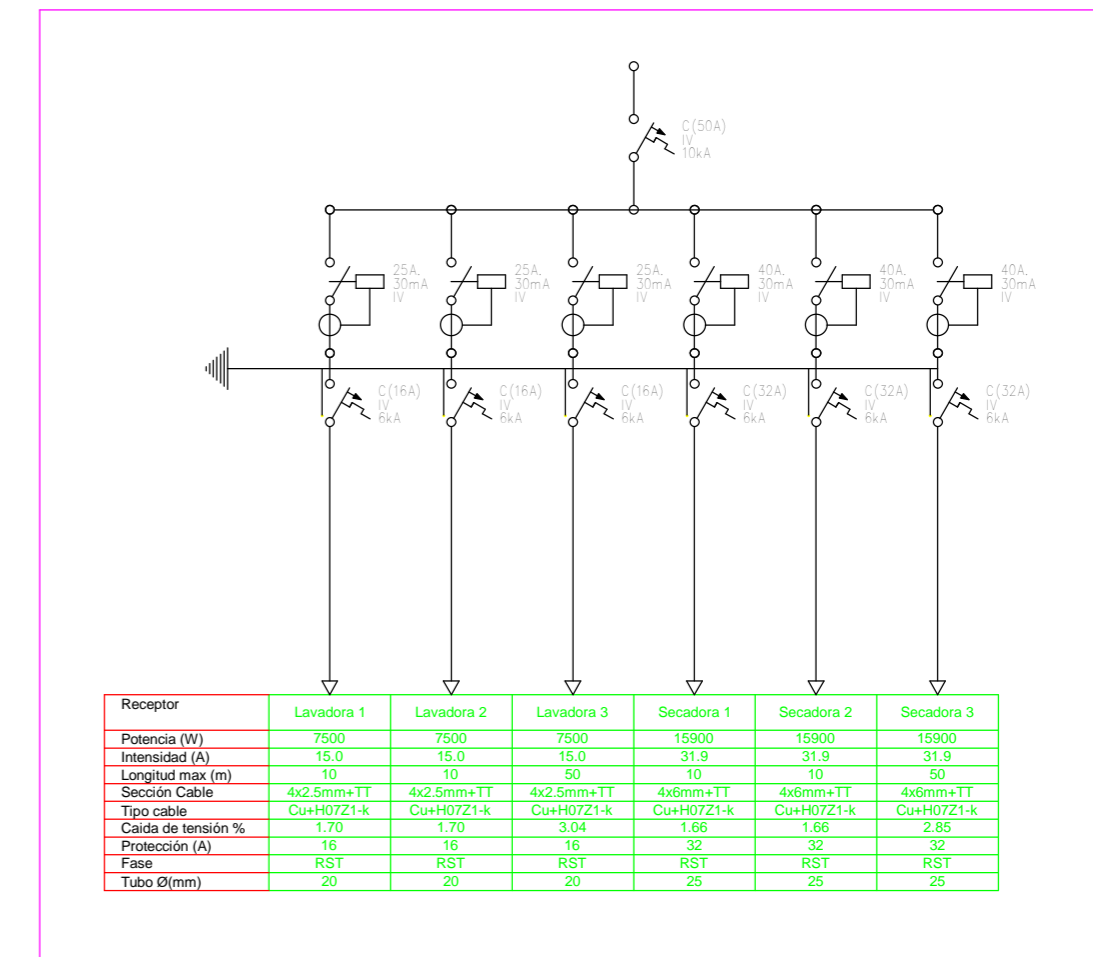 C(50A)
IV
10kA
25A.
30mA
IV
25A.
30mA
IV
25A.
30mA
IV
40A.
30mA
IV
40A.
30mA
IV
40A.
30mA
IV
C(16A)
IV
6kA
C(16A)
IV
6kA
C(16A)
IV
6kA
C(32A)
IV
6kA
C(32A)
IV
6kA
C(32A)
IV
6kA
Receptor Lavadora 1 Lavadora 2 Lavadora 3 Secadora 1 Secadora 2 Secadora 3
Potencia (W) 7500 7500 7500 15900 15900 15900
Intensidad (A) 15.0 15.0 15.0 31.9 31.9 31.9
Longitud max (m) 10 10 50 10 10 50
Sección Cable 4x2.5mm+TT 4x2.5mm+TT 4x2.5mm+TT 4x6mm+TT 4x6mm+TT 4x6mm+TT
Tipo cable Cu+H07Z1-k Cu+H07Z1-k Cu+H07Z1-k Cu+H07Z1-k Cu+H07Z1-k Cu+H07Z1-k
Caida de tensión % 1.70 1.70 3.04 1.66 1.66 2.85
Protección (A) 16 16 16 32 32 32
Fase RST RST RST RST RST RST
Tubo Ø(mm) 20 20 20 25 25 25